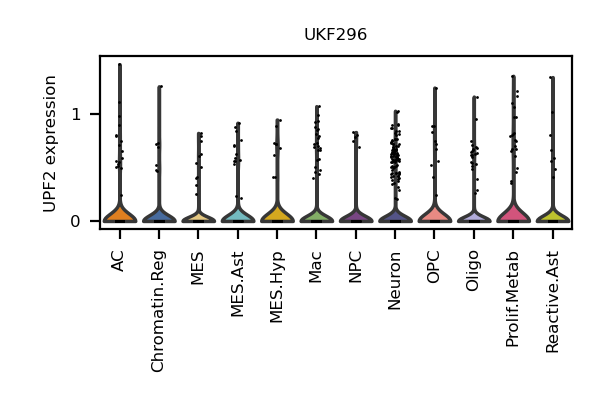 UKF296
UPF2 expression
1
0
AC
Chromatin.Reg
MES
MES.Ast
MES.Hyp
Mac
NPC
Neuron
OPC
Oligo
Prolif.Metab
Reactive.Ast